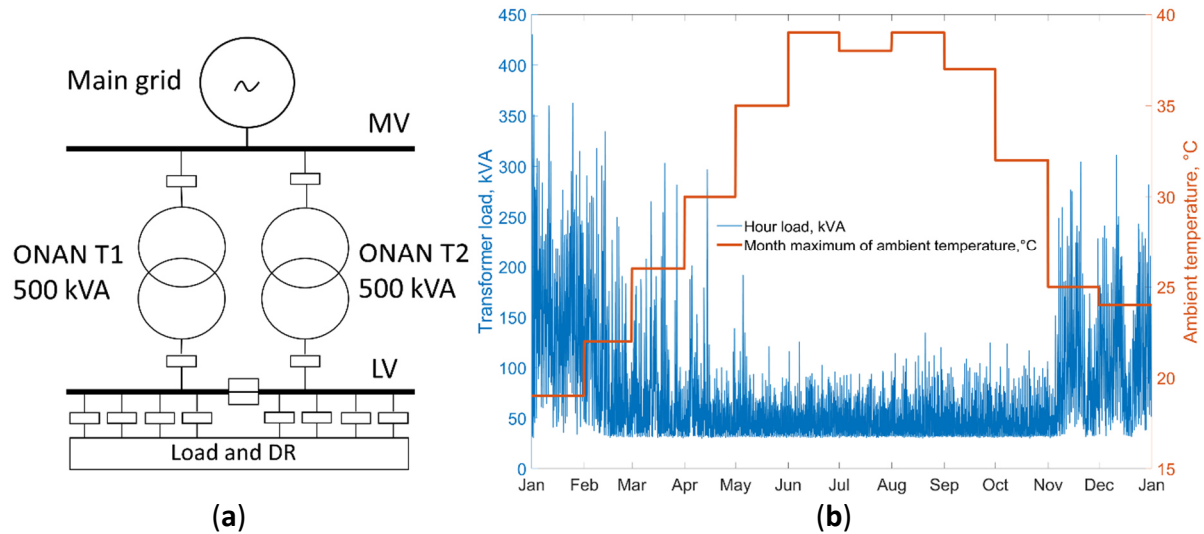 Main grid
MV
ONAN T1
500 kVA
ONAN T2
500 kVA
LV
Load and DR
(a)
450
400
350
300
250
200
150
100
50
0
Transformer load, kVA
Hour load, kVA
Month maximum of ambient temperature,°C
40
35
30
25
20
15
Ambient temperature, °C
Jan Feb Mar Apr May Jun Jul Aug Sep Oct Nov Dec Jan
(b)